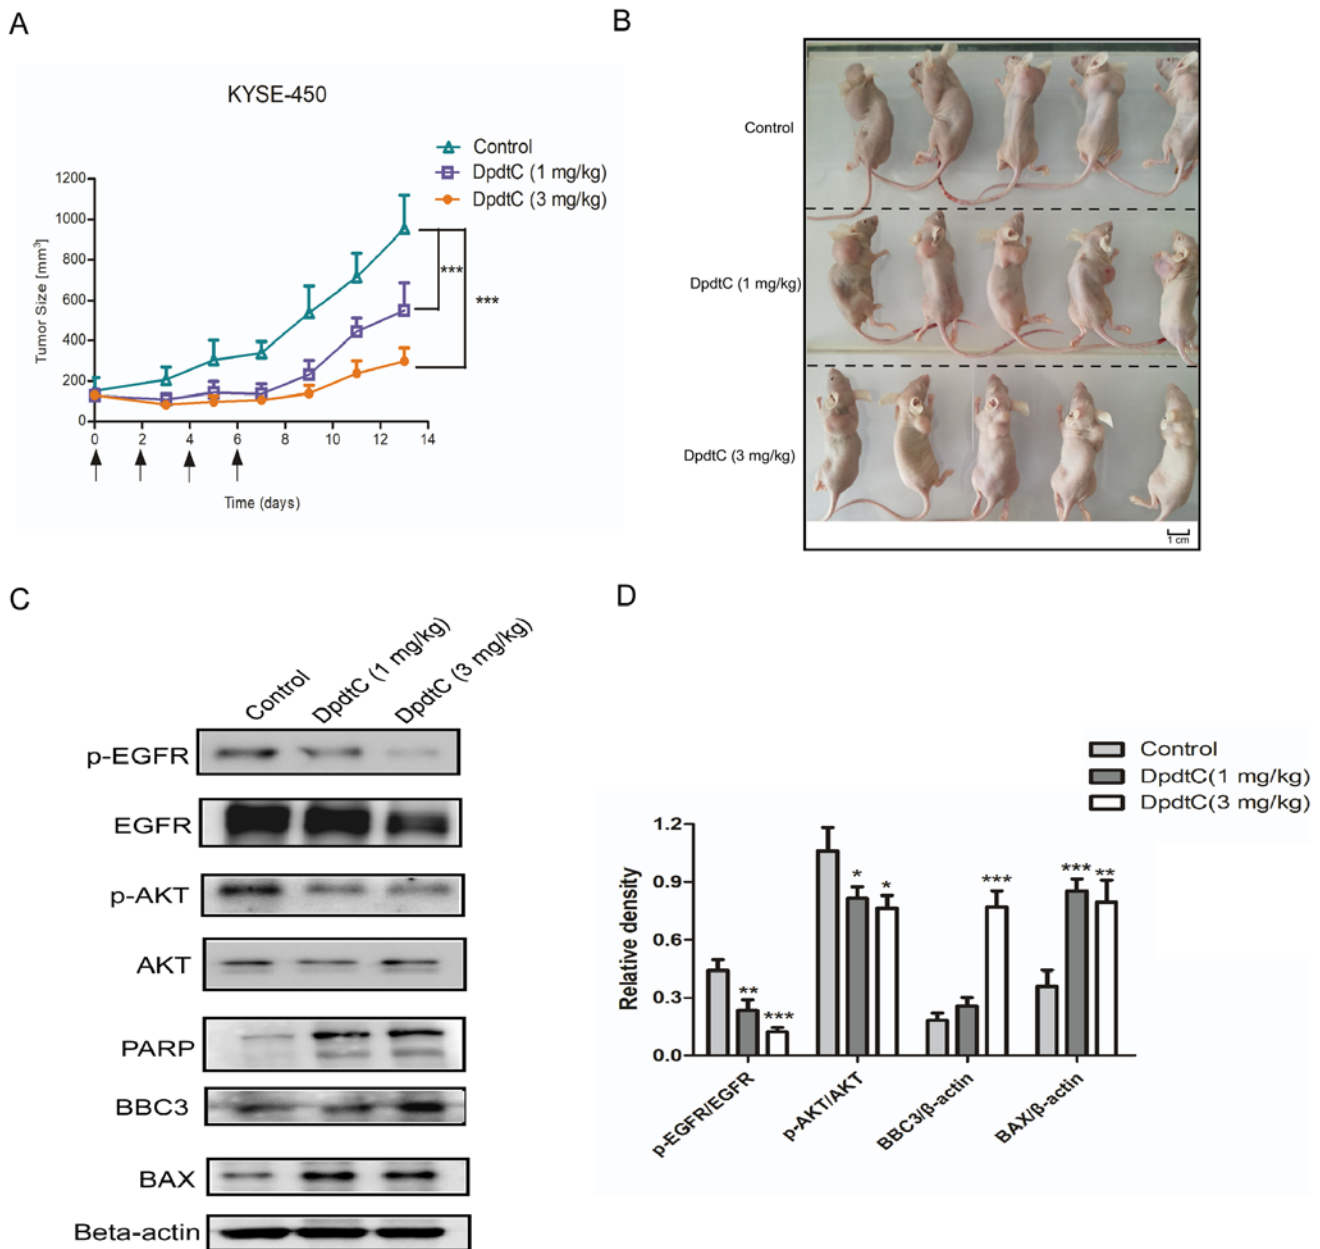 A
KYSE-450
Control
DpdtC (1 mg/kg)
DpdtC (3 mg/kg)
1200
1000
800
600
400
200
0
Tumor Size [mm³]
***
***
0 2 4 6 8 10 12 14
Time (days)
B
Control
DpdtC (1 mg/kg)
DpdtC (3 mg/kg)
1 cm
C
Control
DpdtC (1 mg/kg)
DpdtC (3 mg/kg)
p-EGFR
EGFR
p-AKT
AKT
PARP
BBC3
BAX
Beta-actin
D
Control
DpdtC(1 mg/kg)
DpdtC(3 mg/kg)
1.2
0.9
0.6
0.3
0.0
Relative density
** ***
* *
***
*** **
p-EGFR/EGFR
p-AKT/AKT
BBC3/β-actin
BAX/β-actin